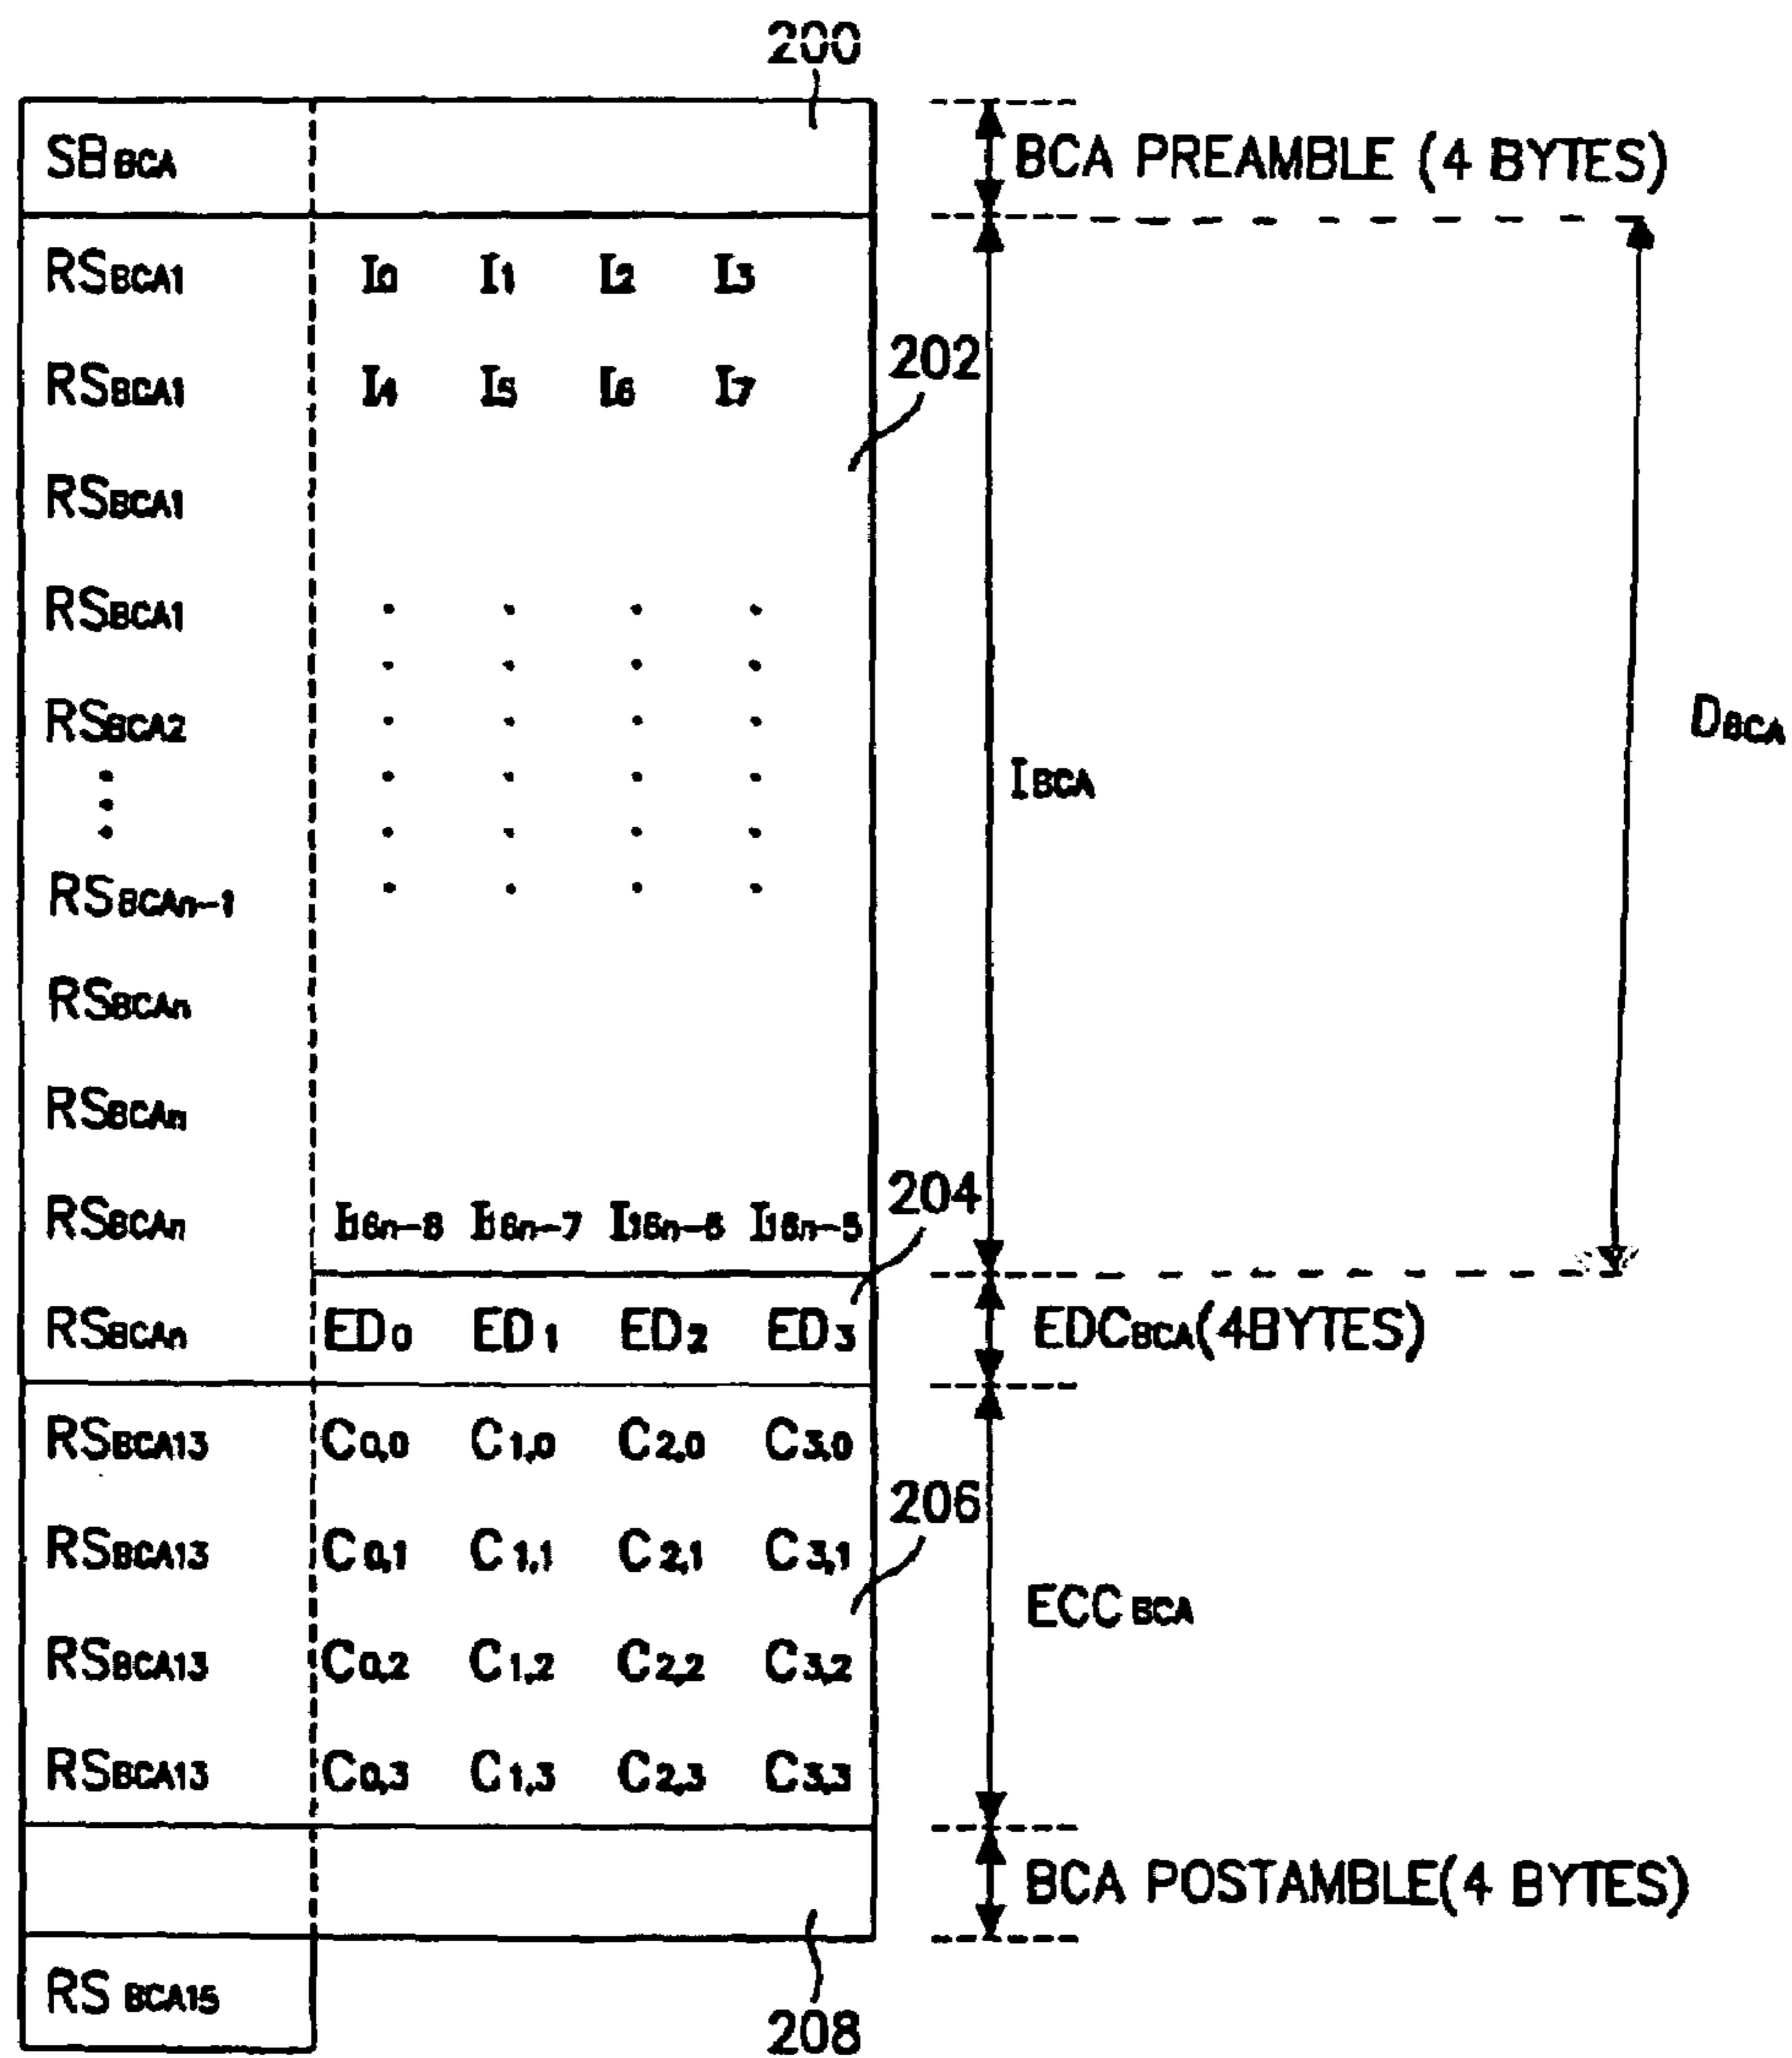 200
SBBCA
BCA PREAMBLE (4 BYTES)
RSBCA1 I0 I1 I2 I3
202
RSBCA1 I4 I5 I6 I7
RSBCA1
RSBCA1
RSBCA2
DBCA
IBCA
RSBCAn-1
RSBCAn
RSBCAn
204
RSBCAn I16n-8 I16n-7 I16n-6 I16n-5
RSBCAn ED0 ED1 ED2 ED3
EDCBCA(4BYTES)
RSBCA13 C0,0 C1,0 C2,0 C3,0
206
RSBCA13 C0,1 C1,1 C2,1 C3,1
ECCBCA
RSBCA13 C0,2 C1,2 C2,2 C3,2
RSBCA13 C0,3 C1,3 C2,3 C3,3
BCA POSTAMBLE(4 BYTES)
RS BCA15
208